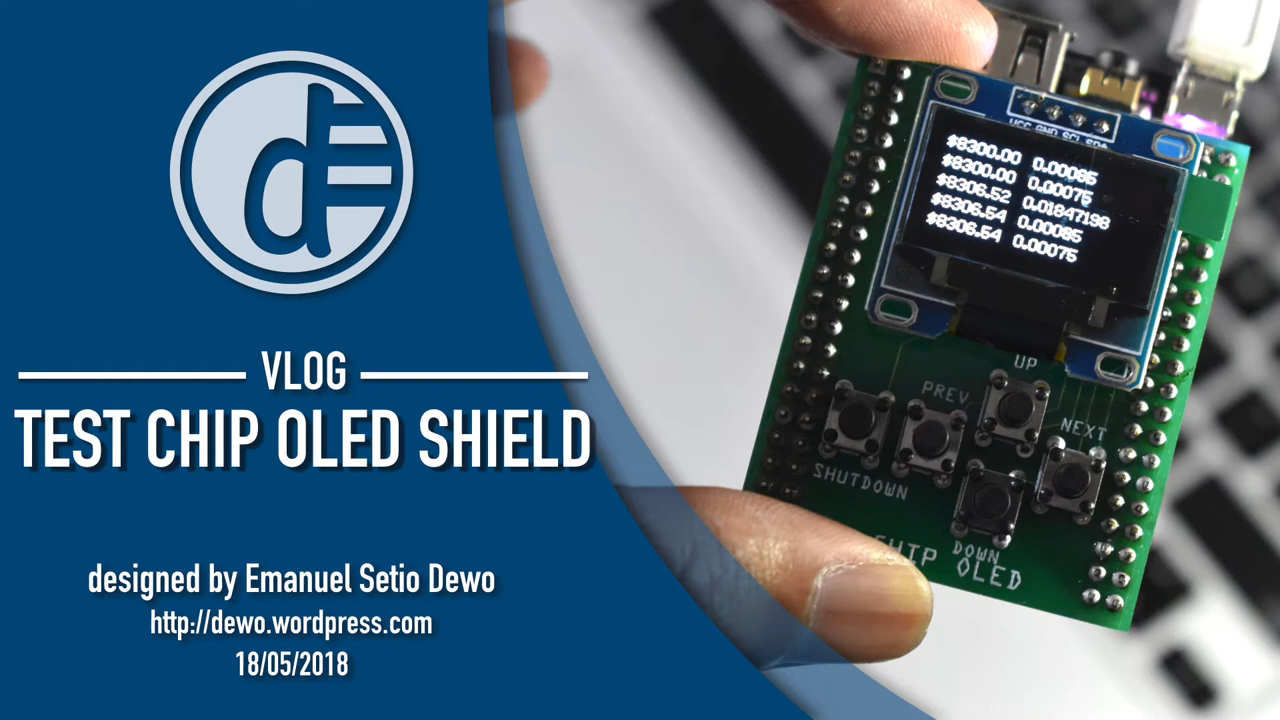 VLOG
TEST CHIP OLED SHIELD
designed by Emanuel Setio Dewo
http://dewo.wordpress.com
18/05/2018
VCC GND SCL SDA
$8300.00 0.00085
$8300.00 0.00075
$8306.52 0.01847198
$8306.54 0.00085
$8306.54 0.00075
UP
PREV
NEXT
SHUTDOWN
DOWN
CHIP OLED